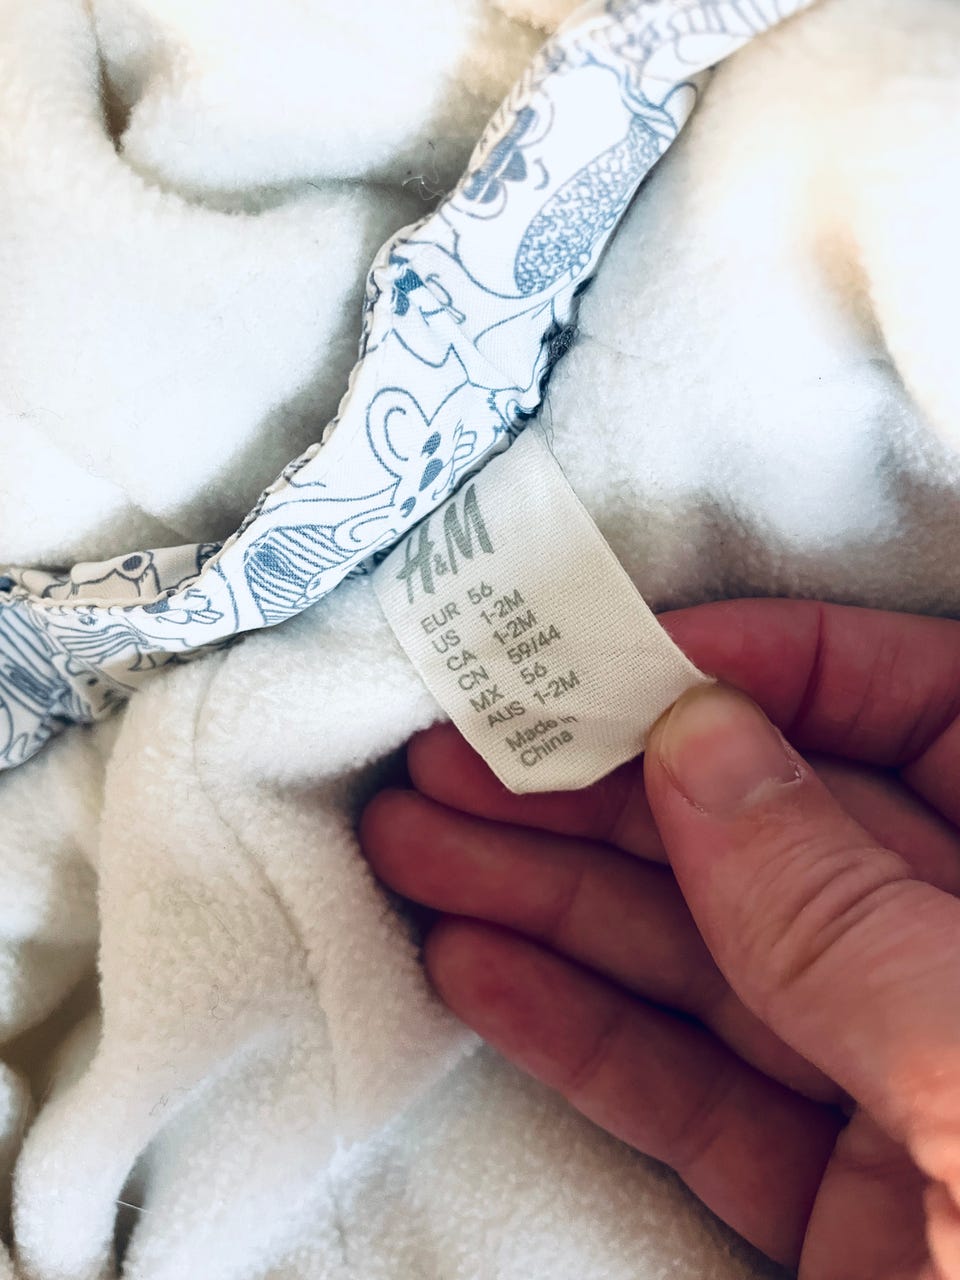 H&M
EUR 56
US 1-2M
CA 1-2M
CN 59/44
MX 56
AUS 1-2M
Made in
China